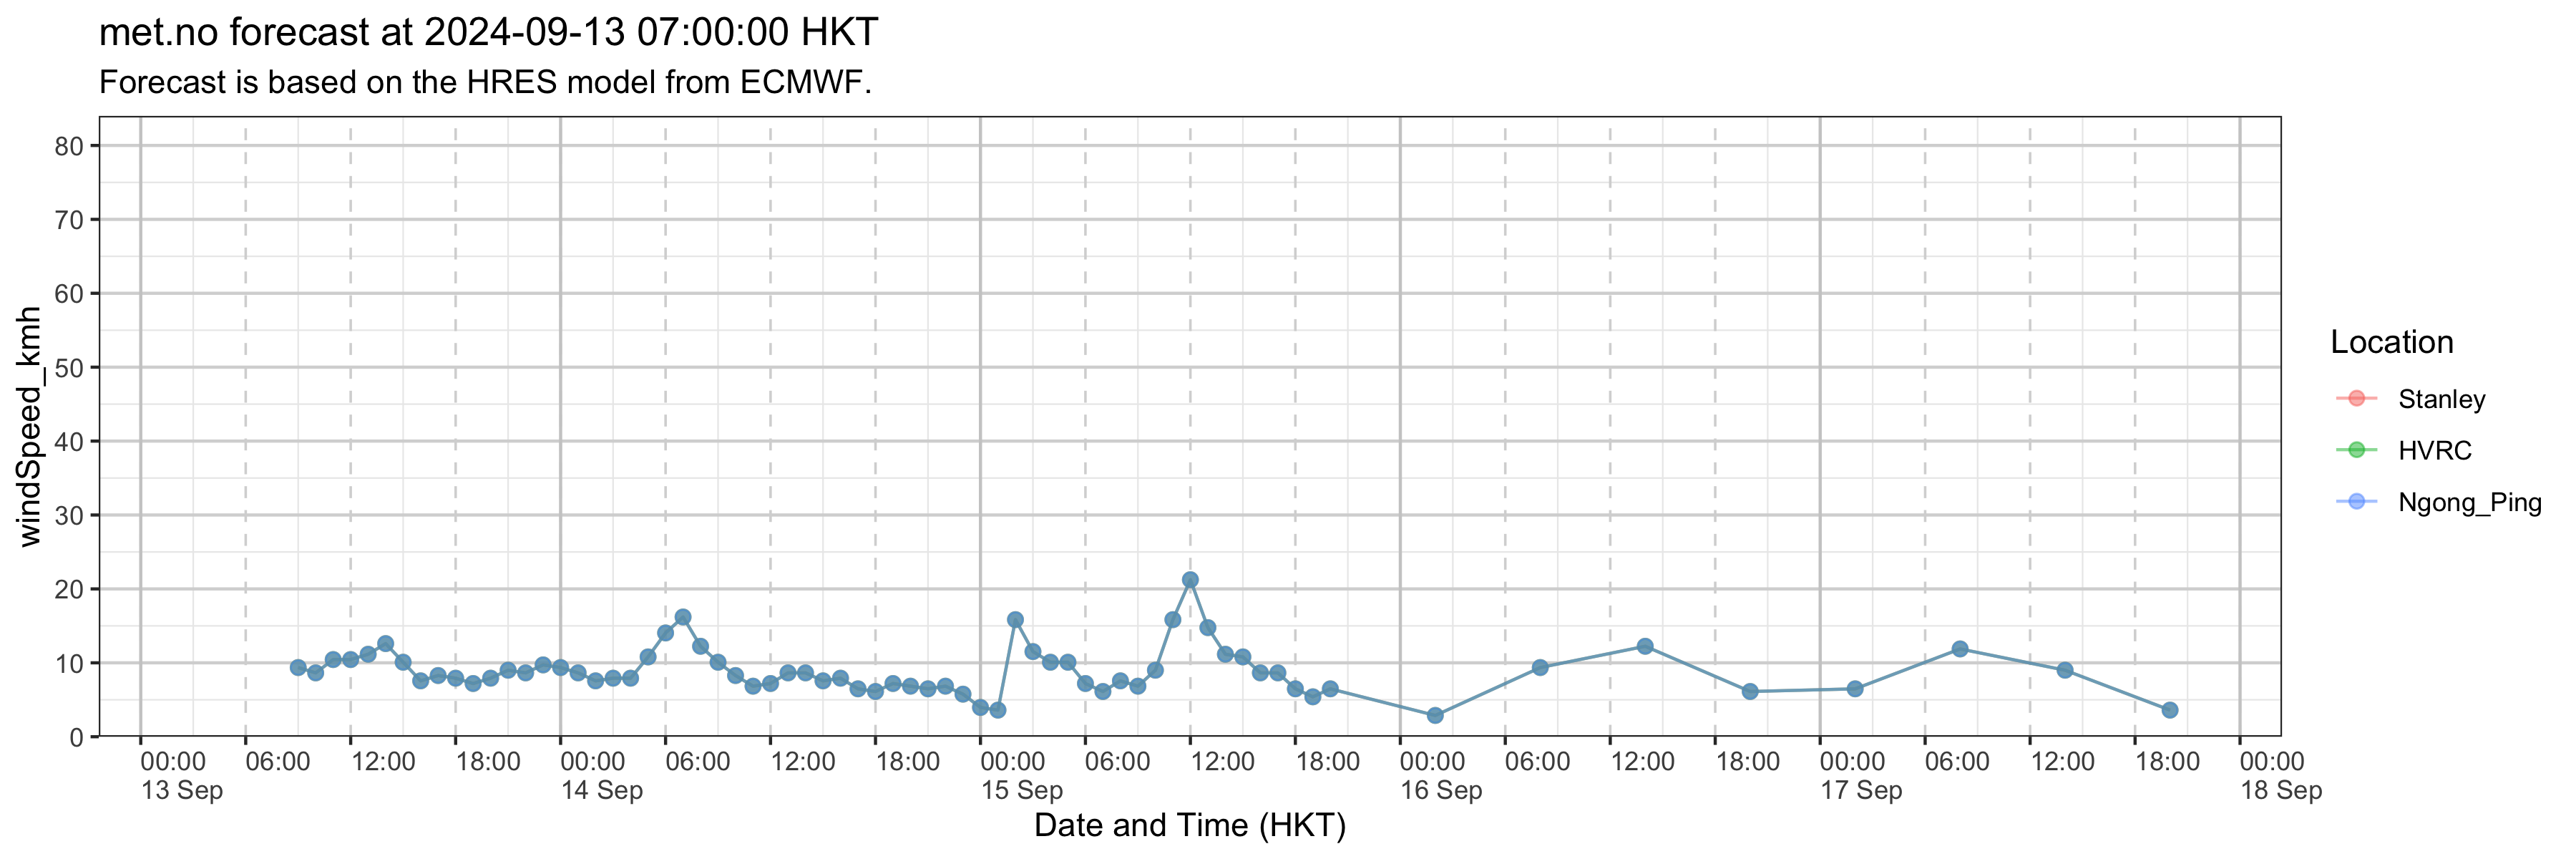 met.no forecast at 2024-09-13 07:00:00 HKT
Forecast is based on the HRES model from ECMWF.
windSpeed_kmh
80
70
60
50
40
30
20
10
0
00:00 06:00 12:00 18:00 00:00 06:00 12:00 18:00 00:00 06:00 12:00 18:00 00:00 06:00 12:00 18:00 00:00 06:00 12:00 18:00 00:00
13 Sep 14 Sep 15 Sep 16 Sep 17 Sep 18 Sep
Date and Time (HKT)
Location
Stanley
HVRC
Ngong_Ping